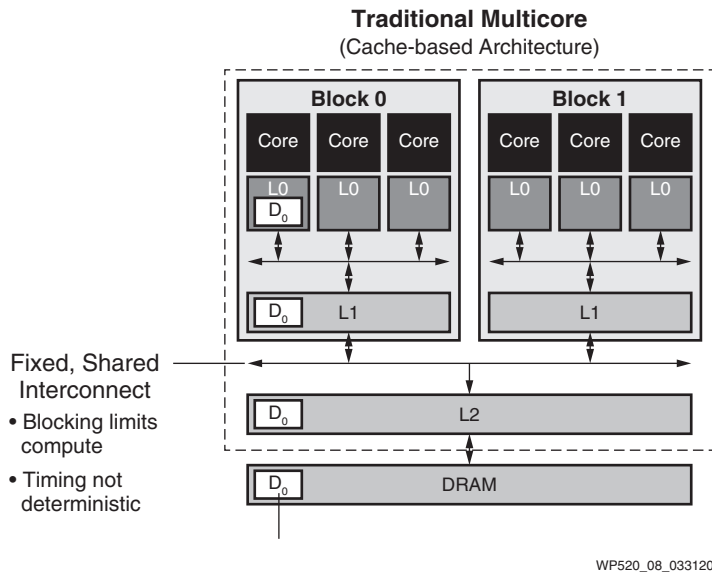 Traditional Multicore
(Cache-based Architecture)
Block 0 Block 1
Core Core Core Core Core Core
L0 L0 L0 L0 L0 L0
D0
D0 L1 L1
Fixed, Shared
Interconnect
• Blocking limits
compute
• Timing not
deterministic
D0 L2
D0 DRAM
WP520_08_033120